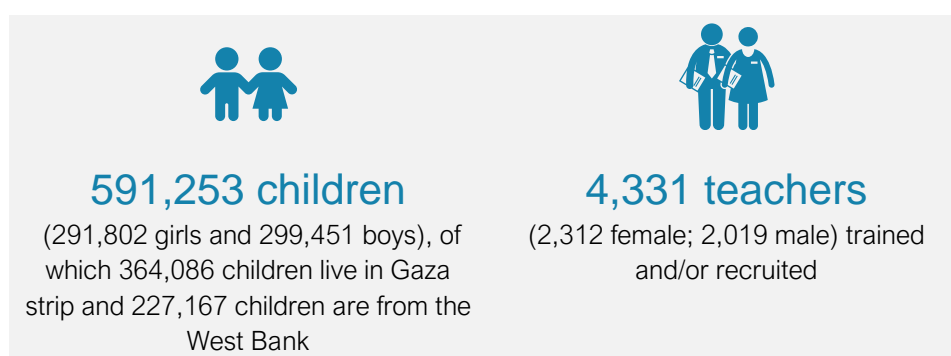 591,253 children
(291,802 girls and 299,451 boys), of
which 364,086 children live in Gaza
strip and 227,167 children are from the
West Bank
4,331 teachers
(2,312 female; 2,019 male) trained
and/or recruited